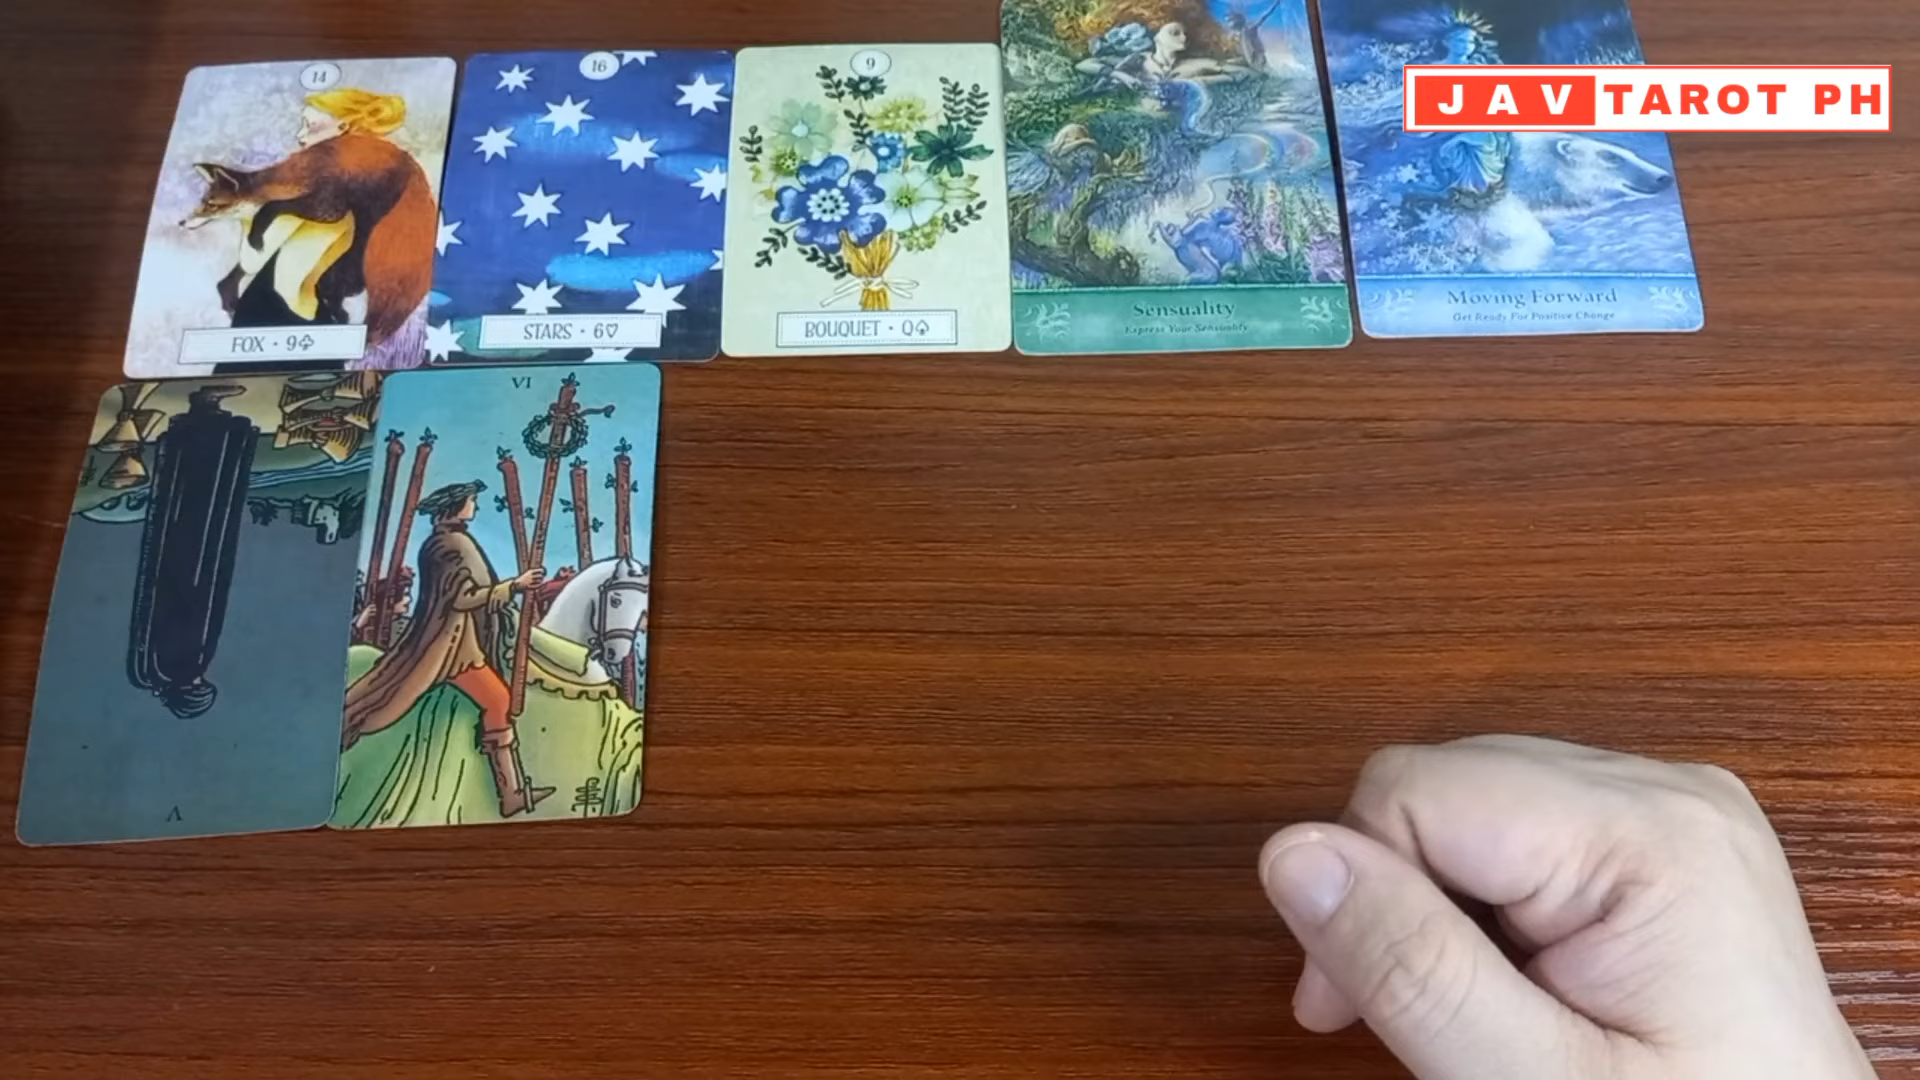 JAV TAROT PH
14
FOX · 9♧
16
STARS · 6♡
9
BOUQUET · Q♤
Sensuality
Express Your Sensuality
Moving Forward
Get Ready For Positive Change
V
VI